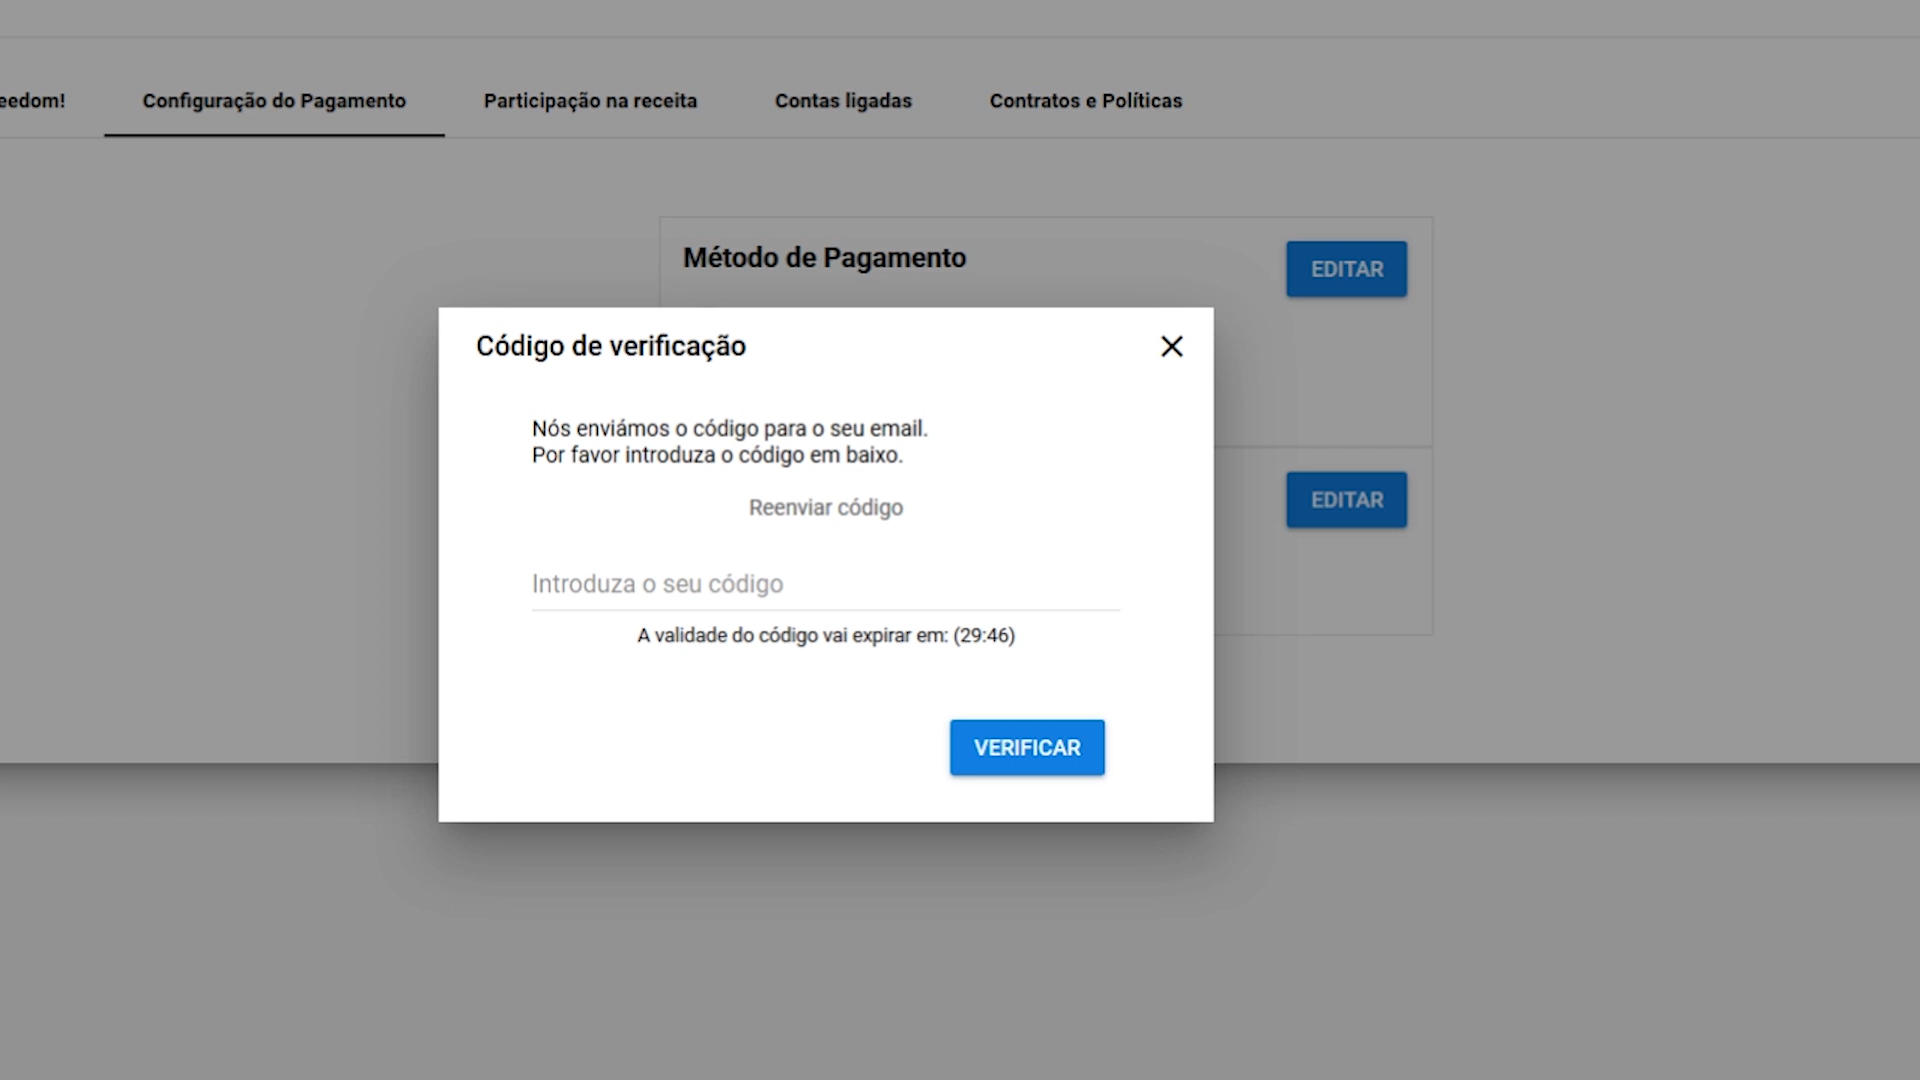 eedom!
Configuração do Pagamento
Participação na receita
Contas ligadas
Contratos e Políticas
Método de Pagamento
EDITAR
Código de verificação
Nós enviámos o código para o seu email.
Por favor introduza o código em baixo.
EDITAR
Reenviar código
Introduza o seu código
A validade do código vai expirar em: (29:46)
VERIFICAR